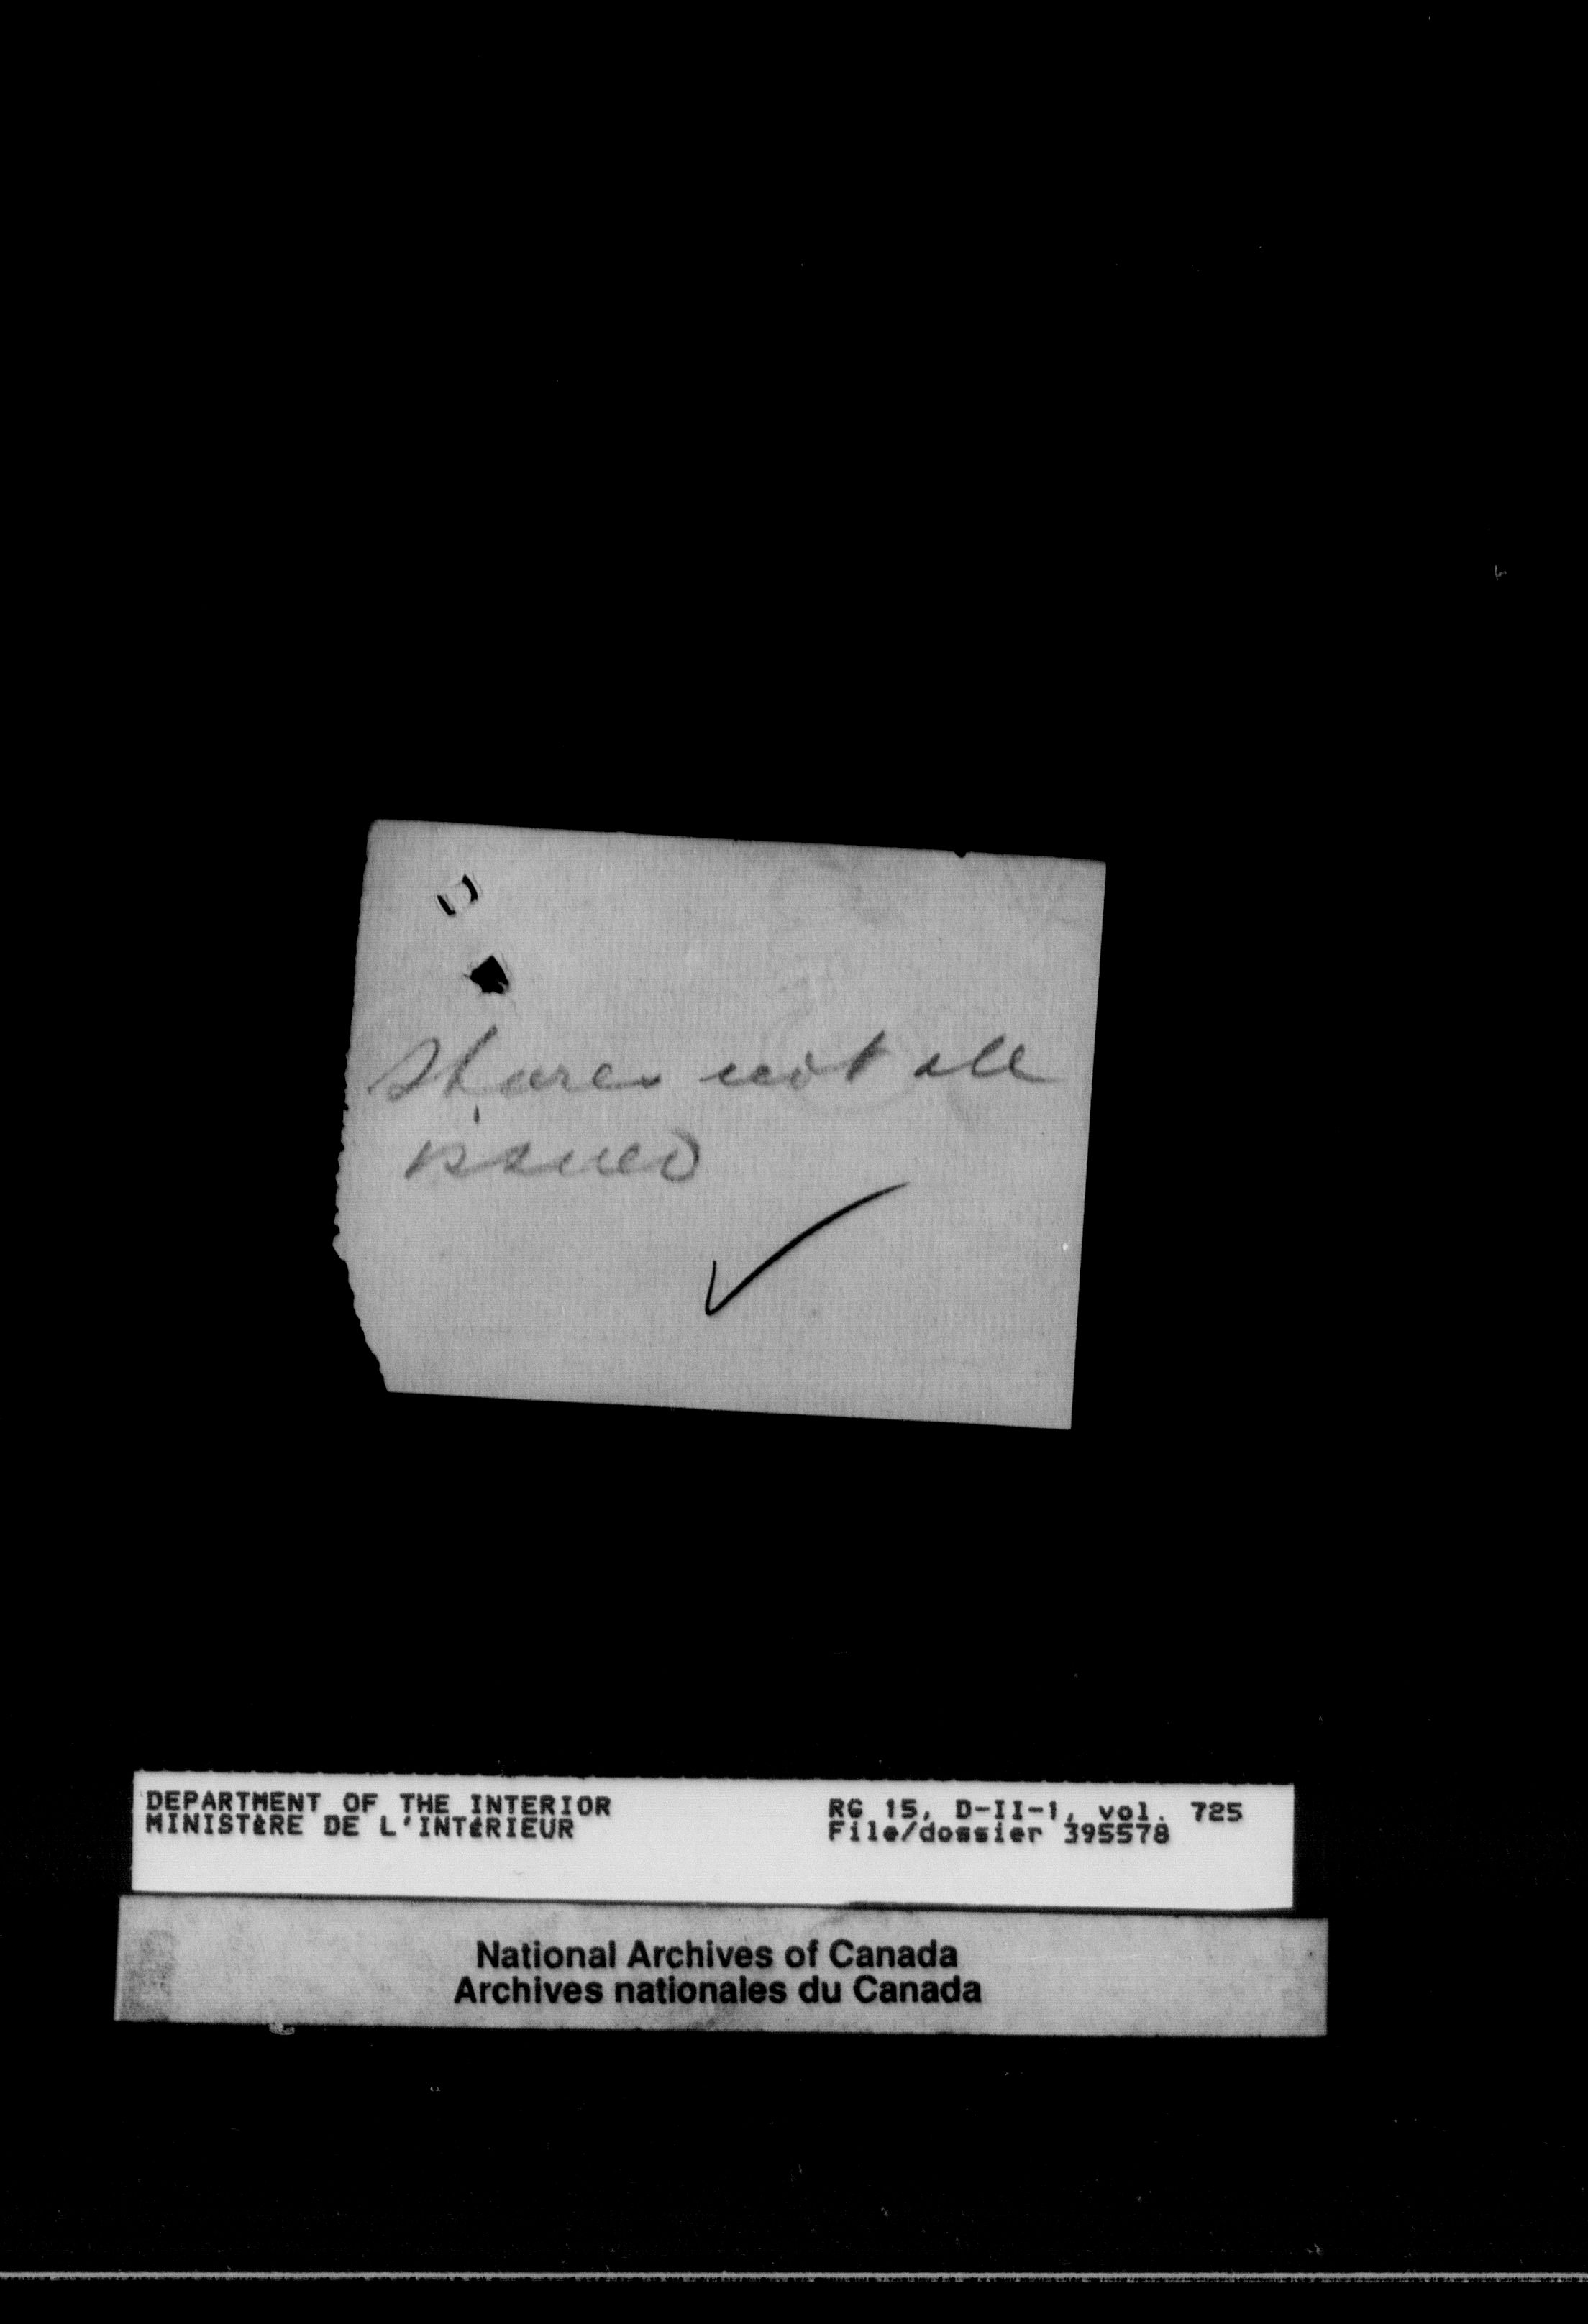 Shares not all
issued
DEPARTMENT OF THE INTERIOR
MINISTÈRE DE L'INTÉRIEUR
RG 15, D-II-1, vol. 725
File/dossier 395578
National Archives of Canada
Archives nationales du Canada